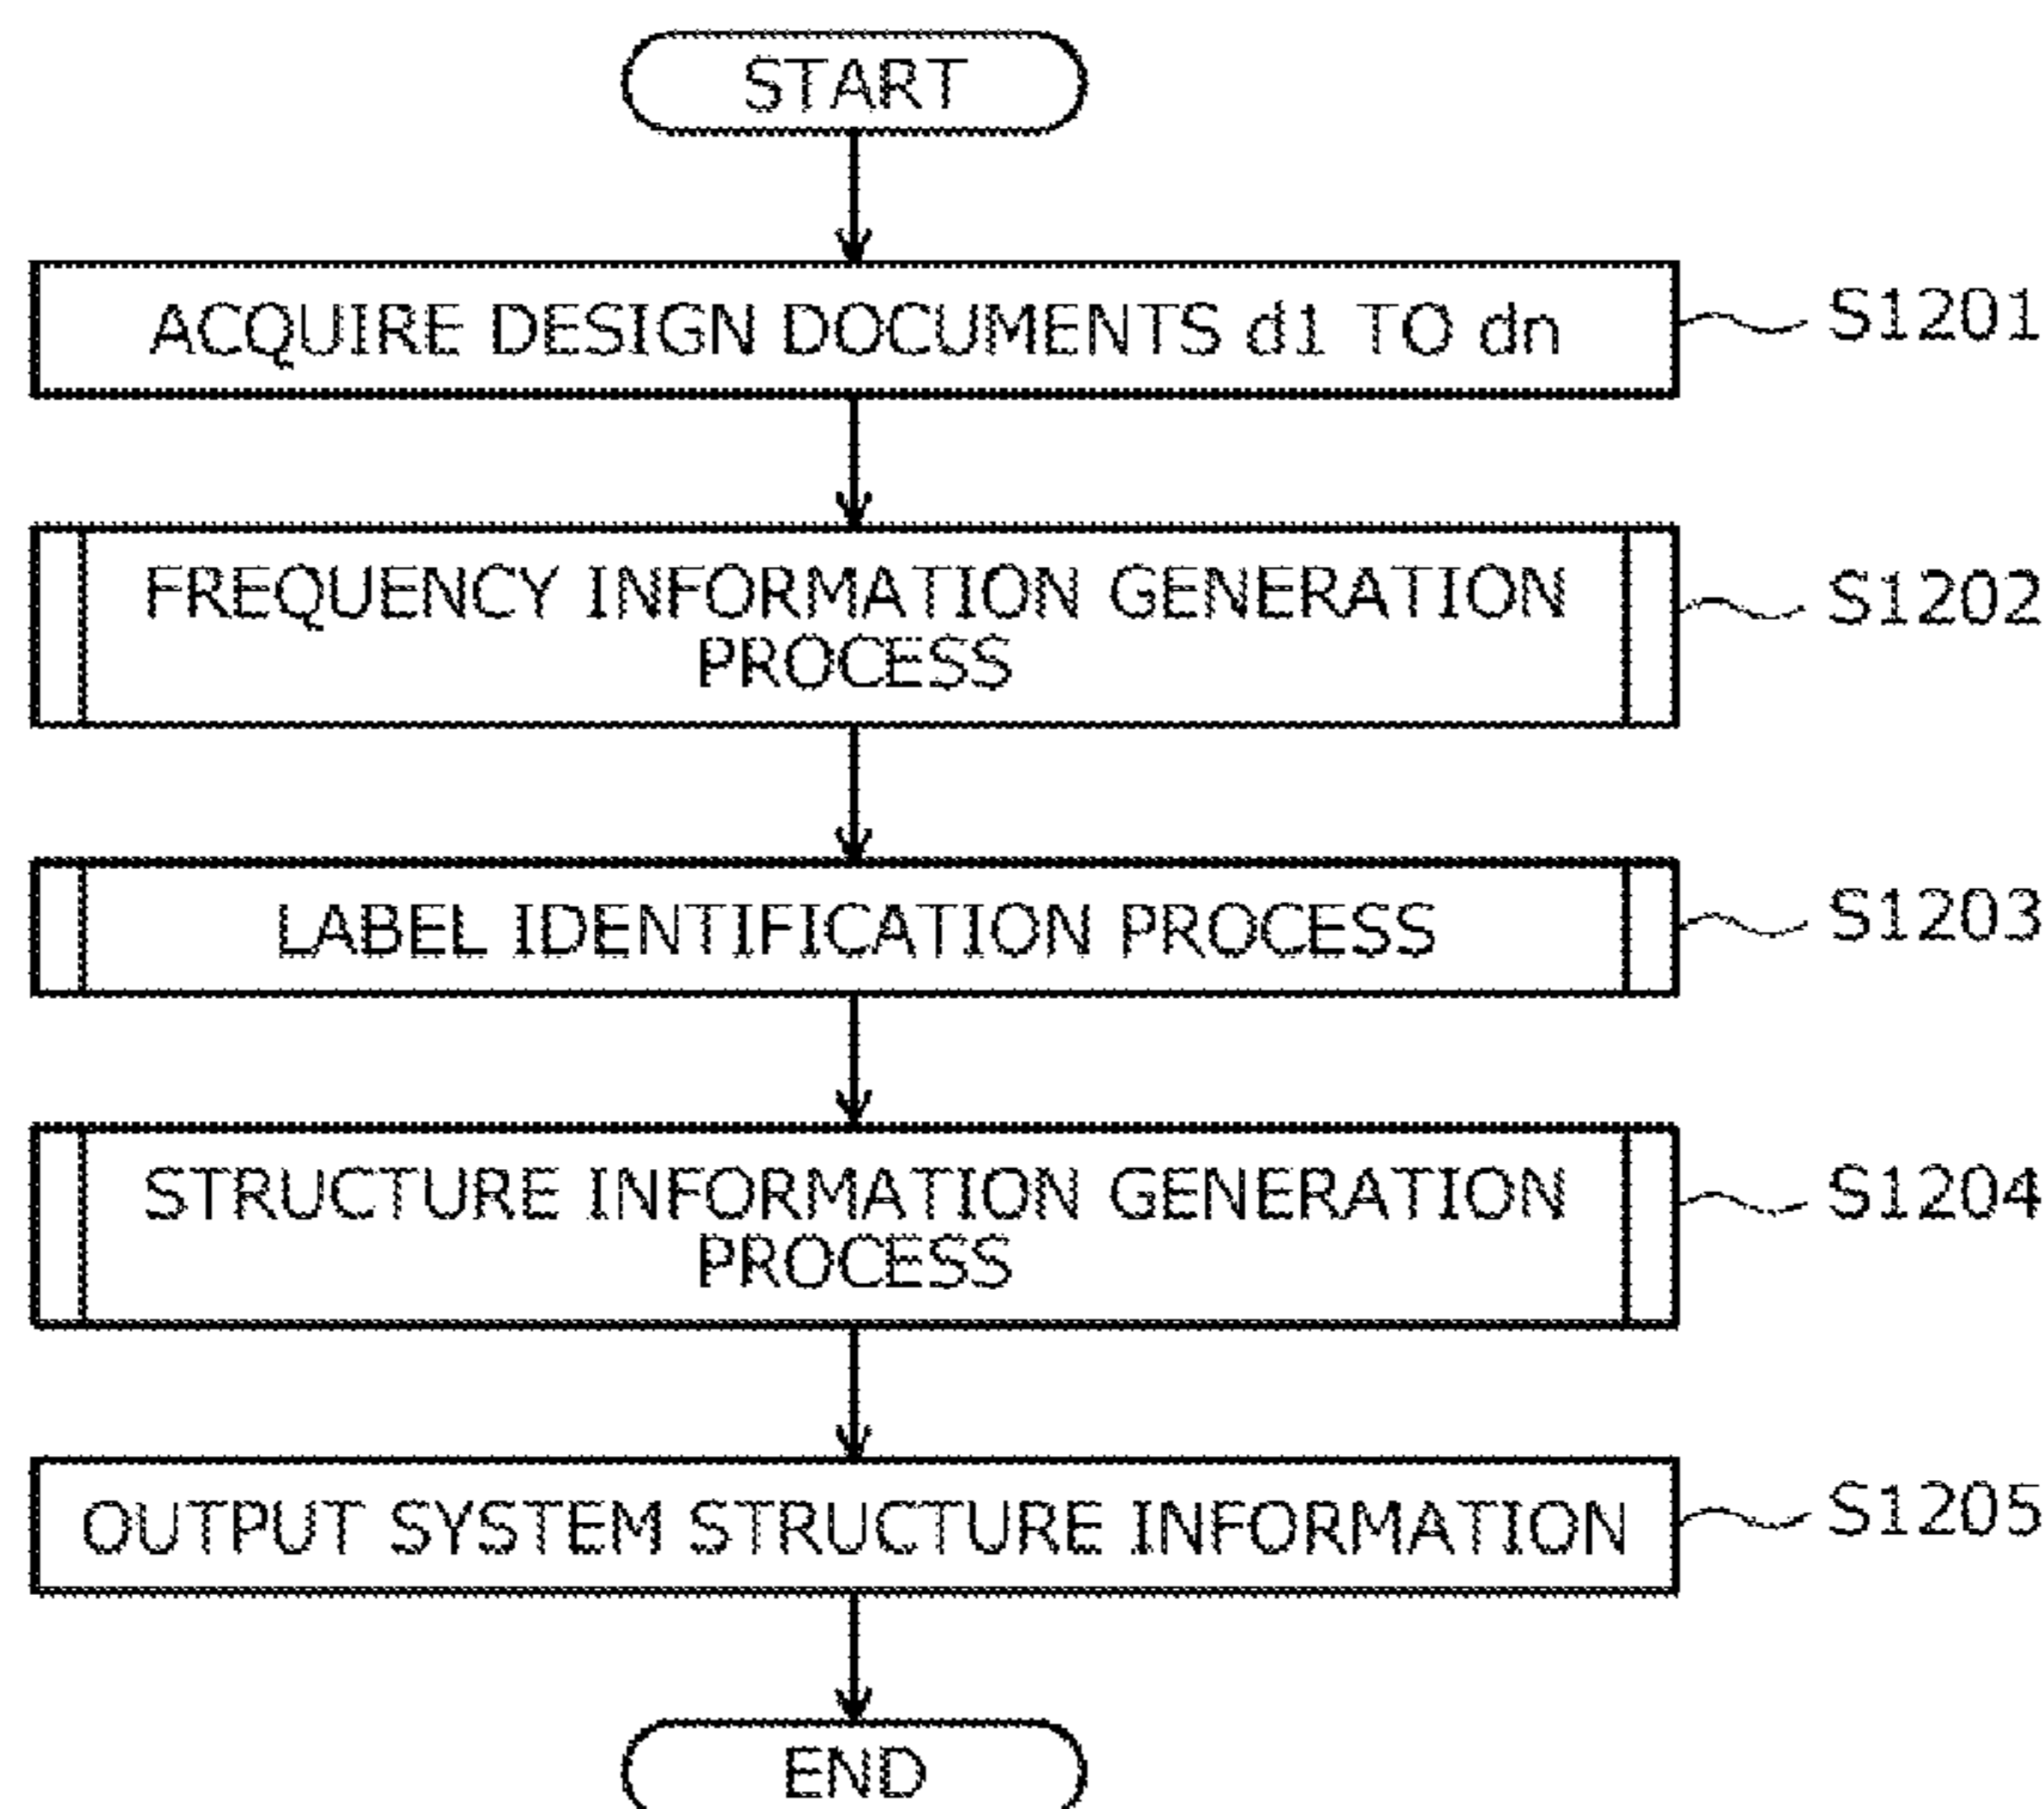 START
ACQUIRE DESIGN DOCUMENTS d1 TO dn
S1201
FREQUENCY INFORMATION GENERATION
PROCESS
S1202
LABEL IDENTIFICATION PROCESS
S1203
STRUCTURE INFORMATION GENERATION
PROCESS
S1204
OUTPUT SYSTEM STRUCTURE INFORMATION
S1205
END